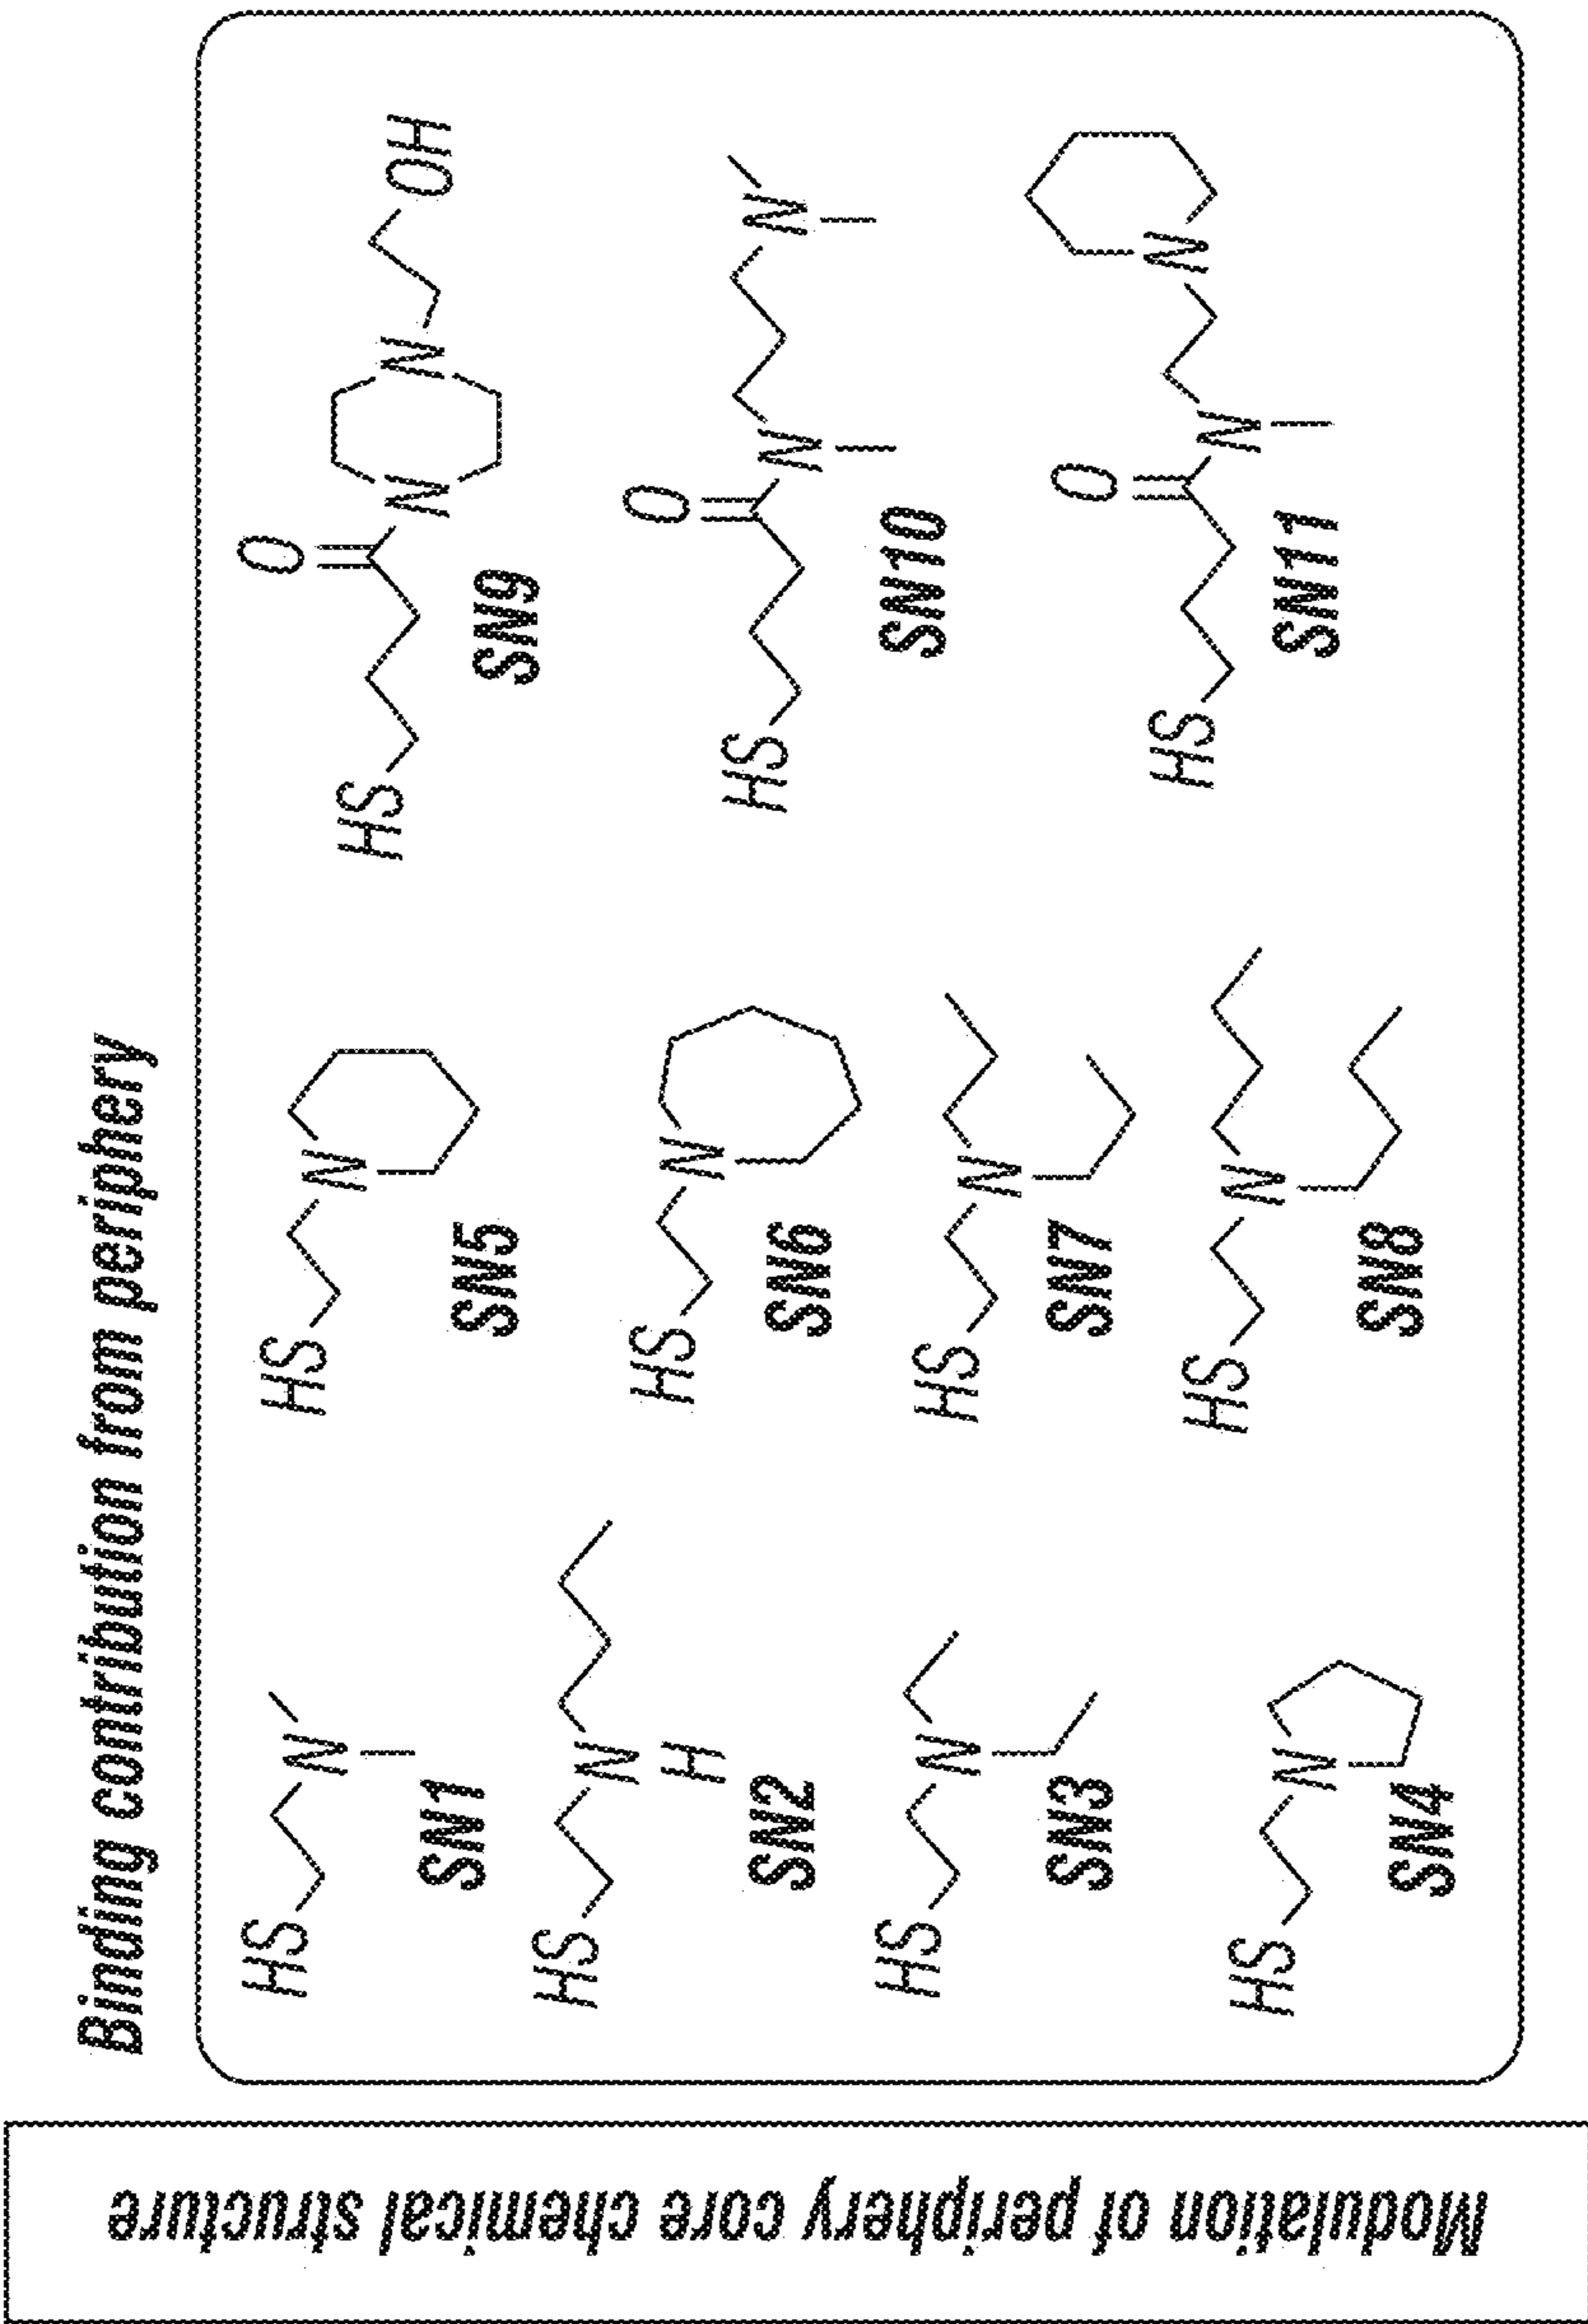 Binding contribution from periphery
Modulation of periphery core chemical structure
HS
N
SN1
HS
N
H
SN2
HS
N
SN3
HS
N
SN4
HS
N
SN5
HS
N
SN6
HS
N
SN7
HS
N
SN8
HS
O
N
N
OH
SN9
HS
O
N
N
SN10
HS
O
N
N
SN11